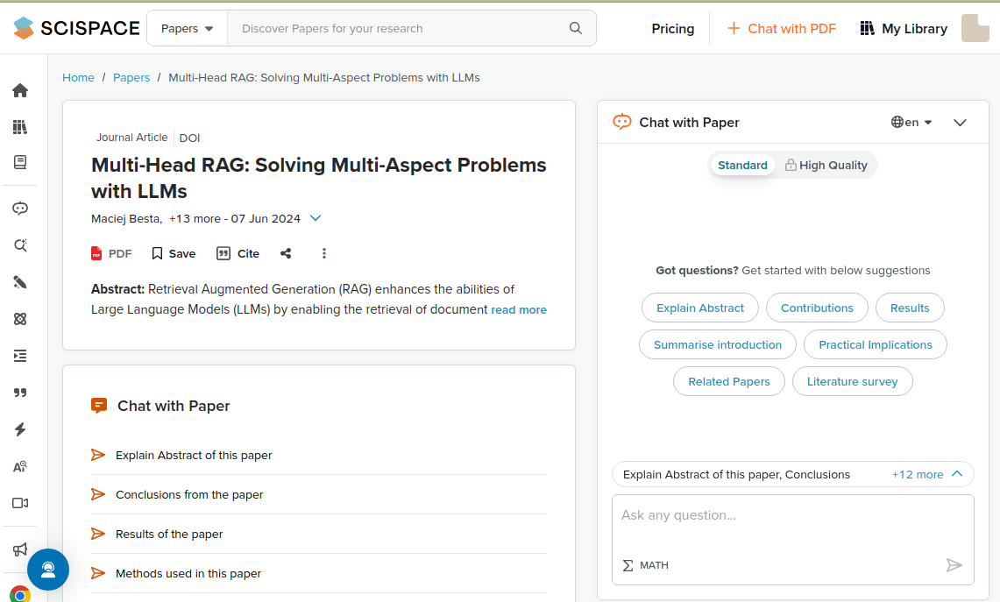 SCISPACE
Papers
Discover Papers for your research
Pricing
Chat with PDF
My Library
Home / Papers / Multi-Head RAG: Solving Multi-Aspect Problems with LLMs
Journal Article
DOI
Multi-Head RAG: Solving Multi-Aspect Problems
with LLMs
Maciej Besta, +13 more - 07 Jun 2024
PDF
Save
Cite
Abstract: Retrieval Augmented Generation (RAG) enhances the abilities of
Large Language Models (LLMs) by enabling the retrieval of document read more
Chat with Paper
Explain Abstract of this paper
Conclusions from the paper
Results of the paper
Methods used in this paper
Chat with Paper
en
Standard
High Quality
Got questions? Get started with below suggestions
Explain Abstract
Contributions
Results
Summarise introduction
Practical Implications
Related Papers
Literature survey
Explain Abstract of this paper, Conclusions
+12 more
Ask any question...
Σ MATH